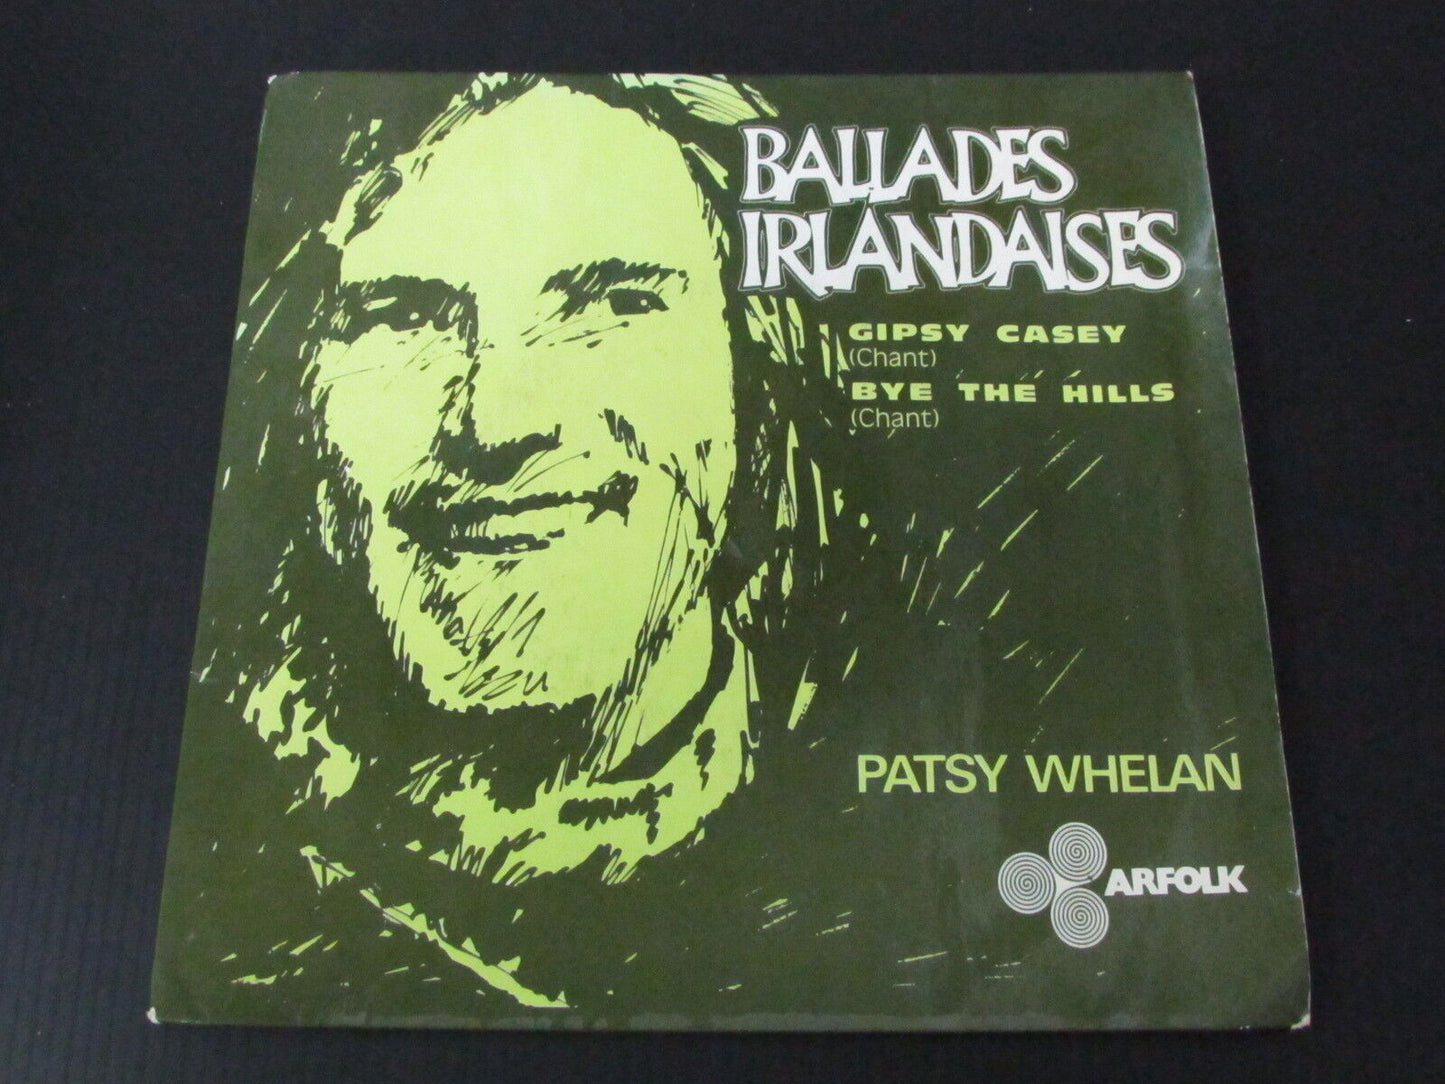 BALLADES
IRLANDAISES
GIPSY CASEY
(Chant)
BYE THE HILLS
(Chant)
PATSY WHELAN
ARFOLK